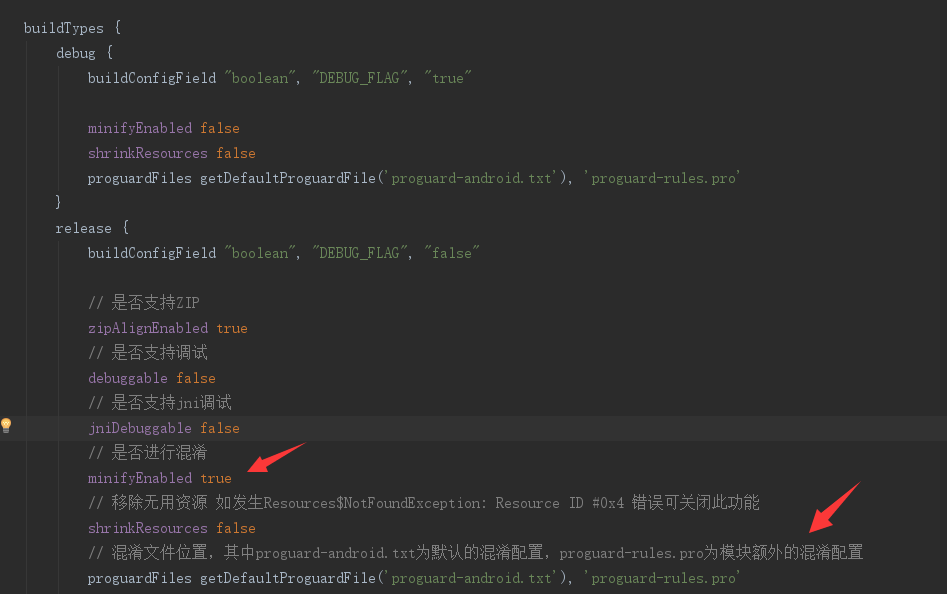 buildTypes {
debug {
buildConfigField "boolean", "DEBUG_FLAG", "true"
minifyEnabled false
shrinkResources false
proguardFiles getDefaultProguardFile('proguard-android.txt'), 'proguard-rules.pro'
}
release {
buildConfigField "boolean", "DEBUG_FLAG", "false"
// 是否支持ZIP
zipAlignEnabled true
// 是否支持调试
debuggable false
// 是否支持jni调试
jniDebuggable false
// 是否进行混淆
minifyEnabled true
// 移除无用资源 如发生Resources$NotFoundException: Resource ID #0x4 错误可关闭此功能
shrinkResources false
// 混淆文件位置，其中proguard-android.txt为默认的混淆配置，proguard-rules.pro为模块额外的混淆配置
proguardFiles getDefaultProguardFile('proguard-android.txt'), 'proguard-rules.pro'